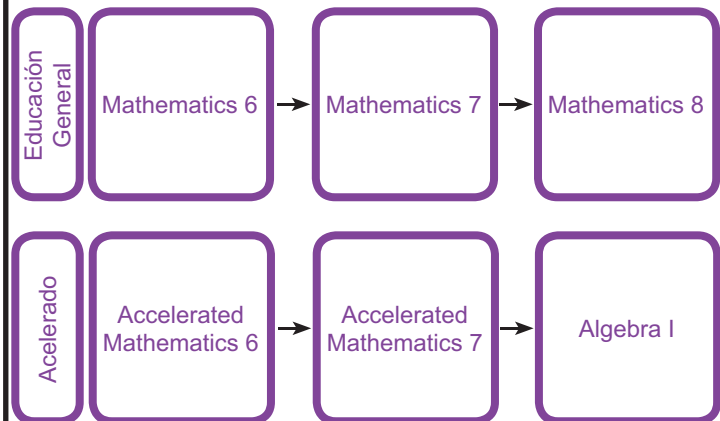 Educación
General
Mathematics 6
Mathematics 7
Mathematics 8
Acelerado
Accelerated
Mathematics 6
Accelerated
Mathematics 7
Algebra I